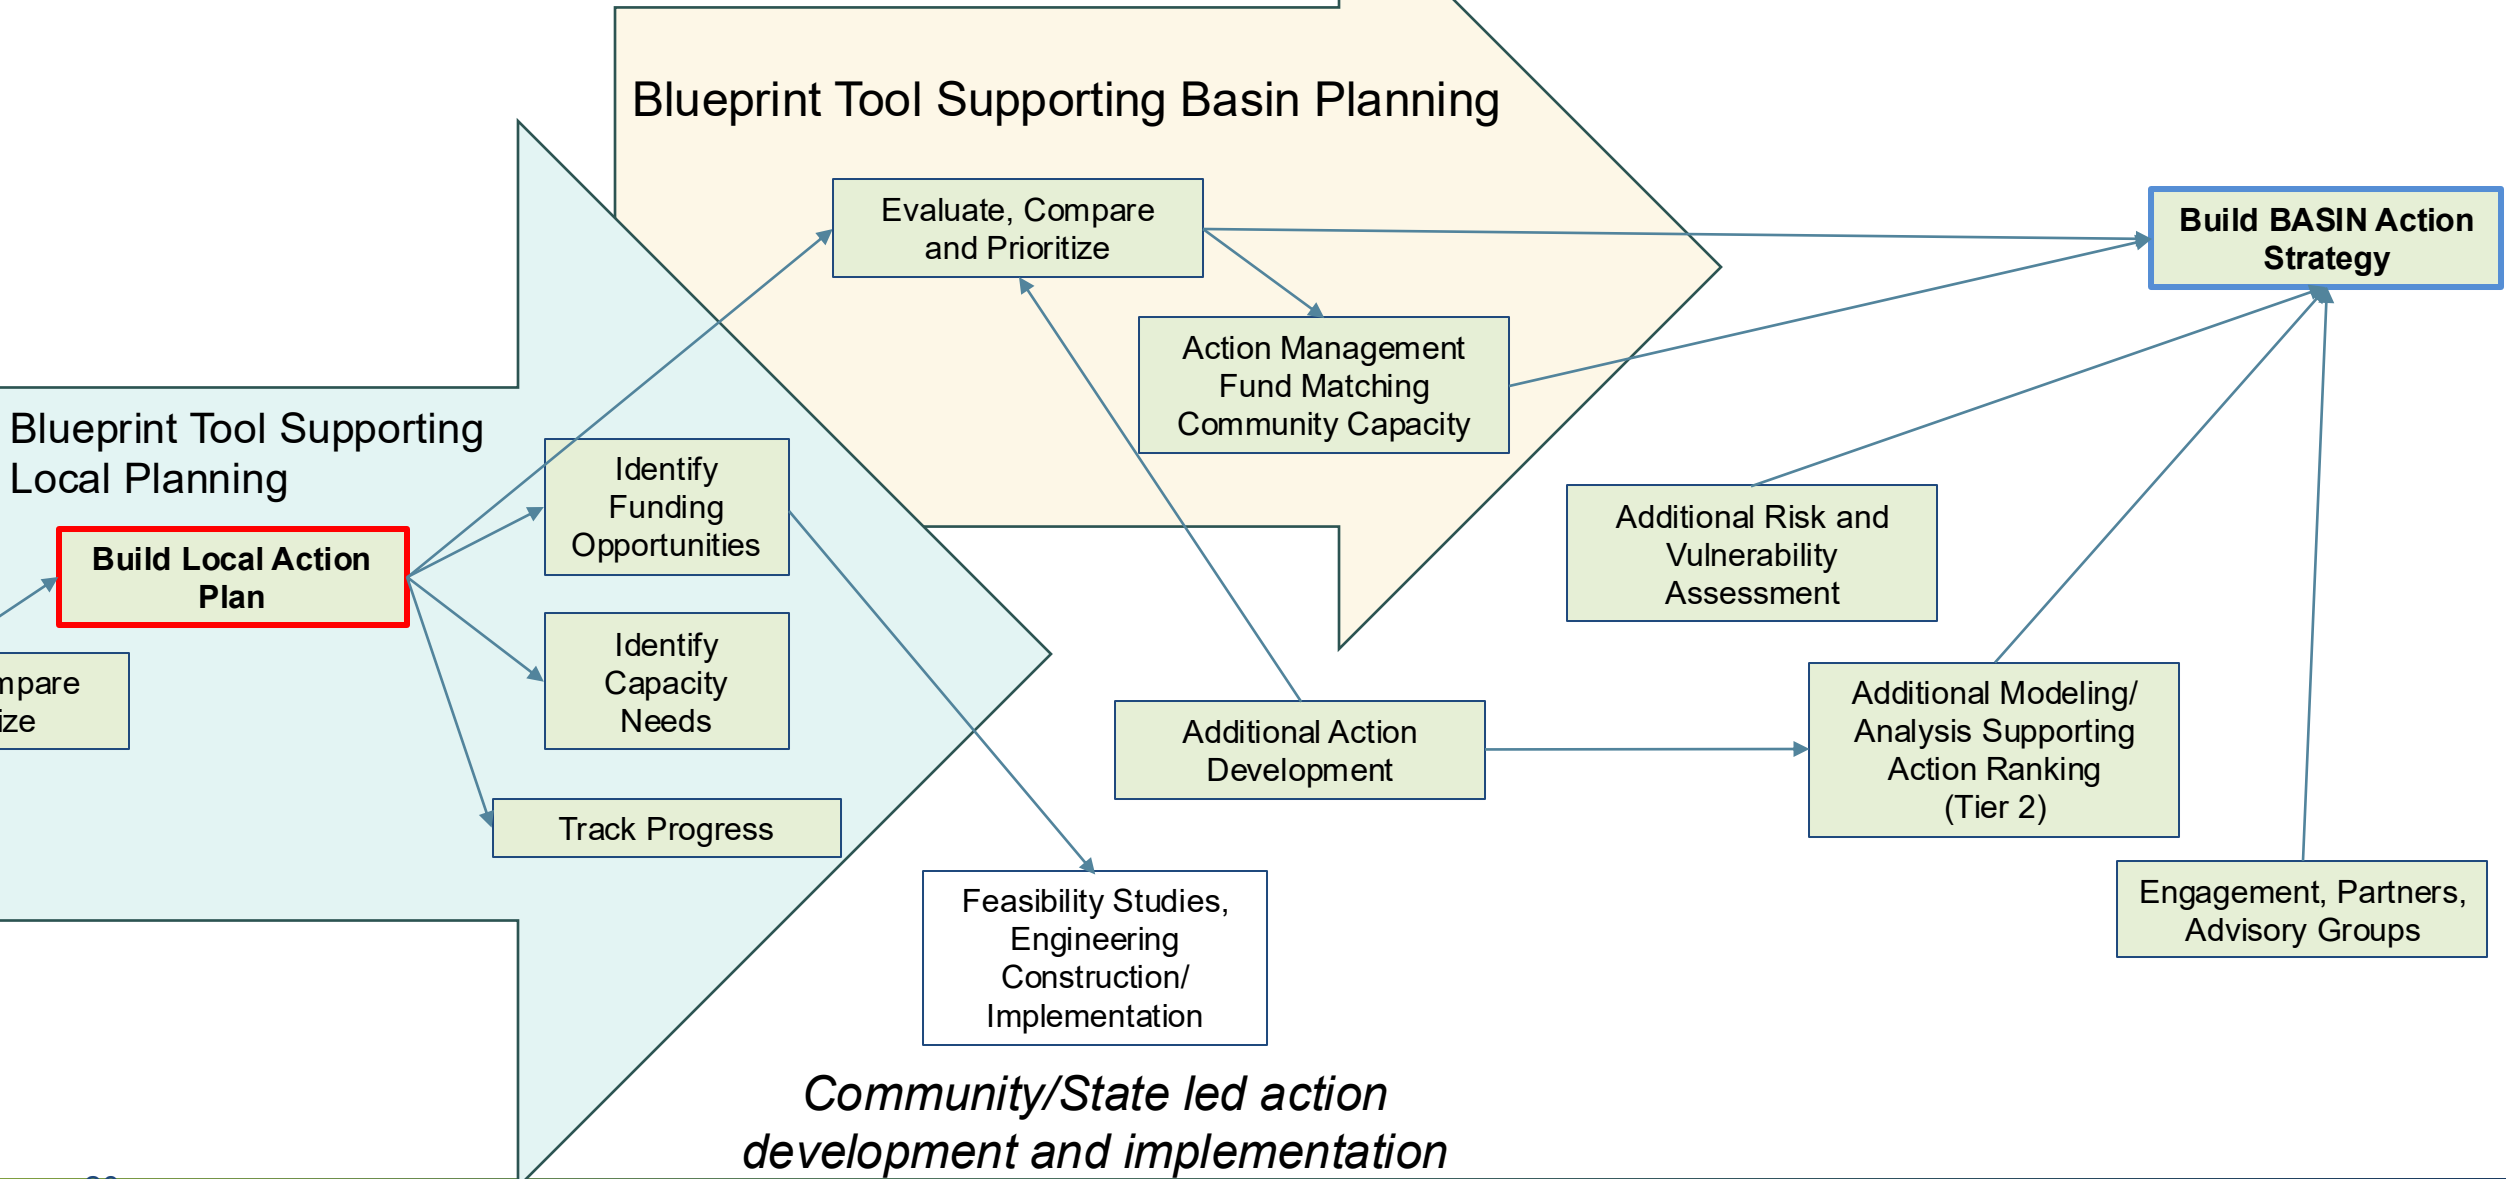 Blueprint Tool Supporting Basin Planning
Evaluate, Compare
and Prioritize
Build BASIN Action
Strategy
Action Management
Fund Matching
Community Capacity
Blueprint Tool Supporting
Local Planning
Identify
Funding
Opportunities
Build Local Action
Plan
Additional Risk and
Vulnerability
Assessment
Identify
Capacity
Needs
mpare
ize
Additional Action
Development
Additional Modeling/
Analysis Supporting
Action Ranking
(Tier 2)
Track Progress
Feasibility Studies,
Engineering
Construction/
Implementation
Engagement, Partners,
Advisory Groups
Community/State led action
development and implementation